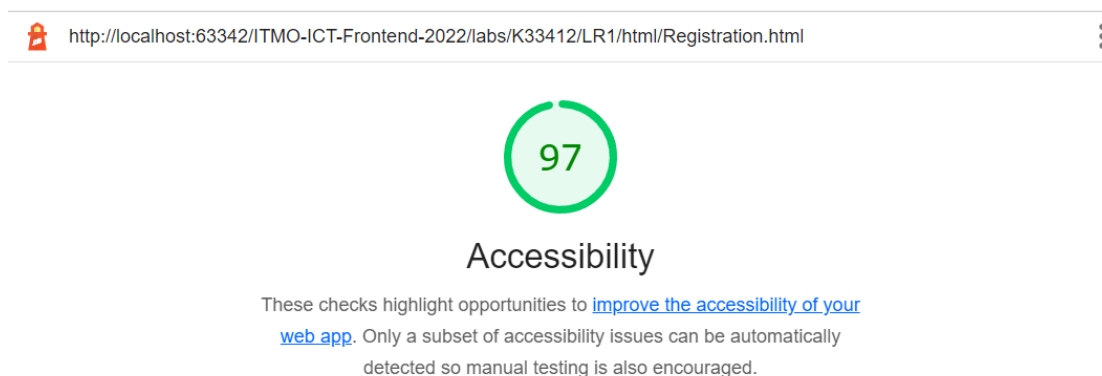 http://localhost:63342/ITMO-ICT-Frontend-2022/labs/K33412/LR1/html/Registration.html
97
Accessibility
These checks highlight opportunities to improve the accessibility of your
web app. Only a subset of accessibility issues can be automatically
detected so manual testing is also encouraged.